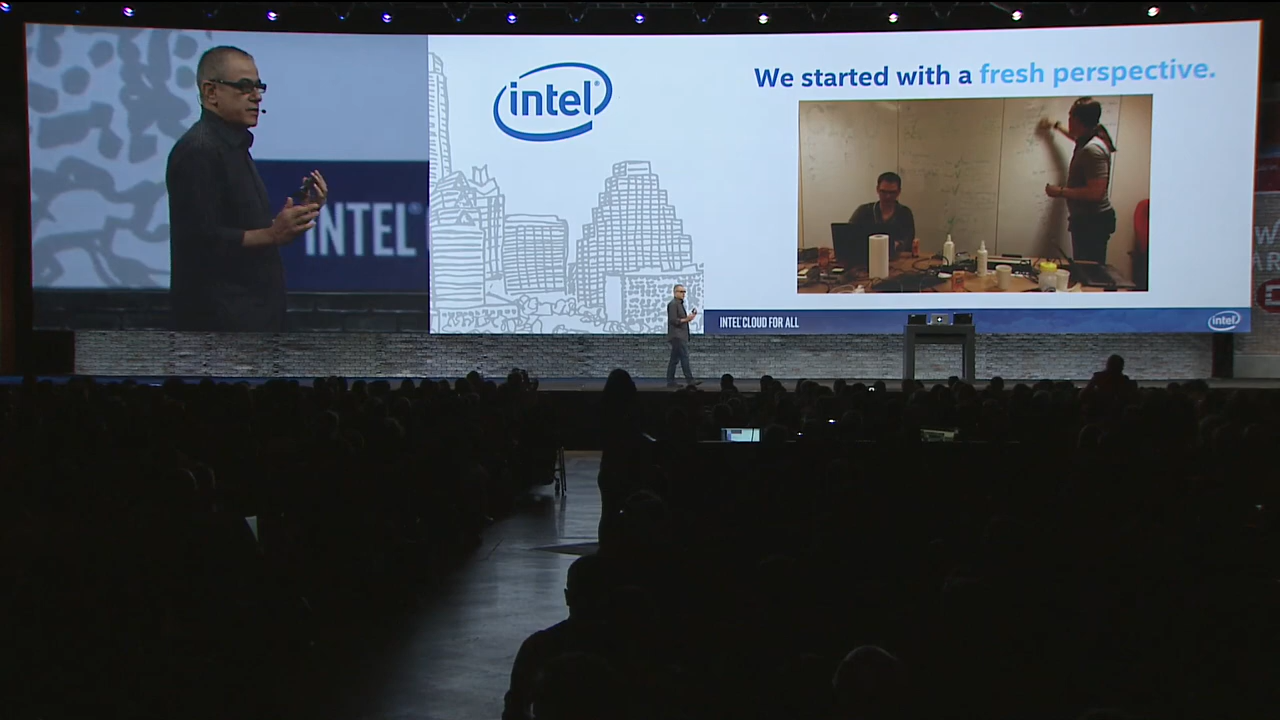 INTEL®
intel®
We started with a fresh perspective.
INTEL® CLOUD FOR ALL
intel